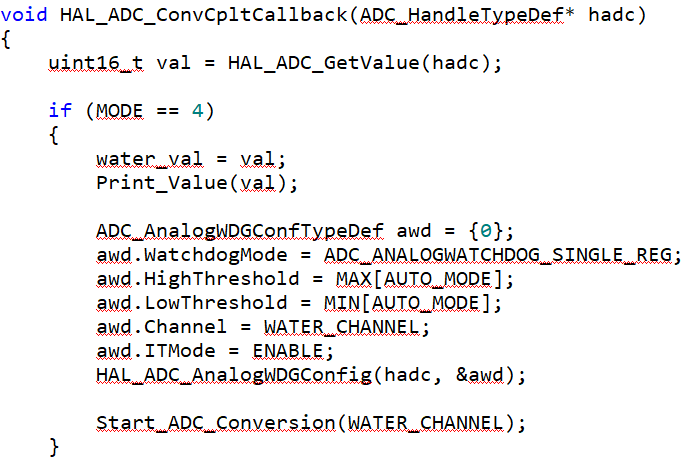 void HAL_ADC_ConvCpltCallback(ADC_HandleTypeDef* hadc)
{
    uint16_t val = HAL_ADC_GetValue(hadc);

    if (MODE == 4)
    {
        water_val = val;
        Print_Value(val);

        ADC_AnalogWDGConfTypeDef awd = {0};
        awd.WatchdogMode = ADC_ANALOGWATCHDOG_SINGLE_REG;
        awd.HighThreshold = MAX[AUTO_MODE];
        awd.LowThreshold = MIN[AUTO_MODE];
        awd.Channel = WATER_CHANNEL;
        awd.ITMode = ENABLE;
        HAL_ADC_AnalogWDGConfig(hadc, &awd);

        Start_ADC_Conversion(WATER_CHANNEL);
    }